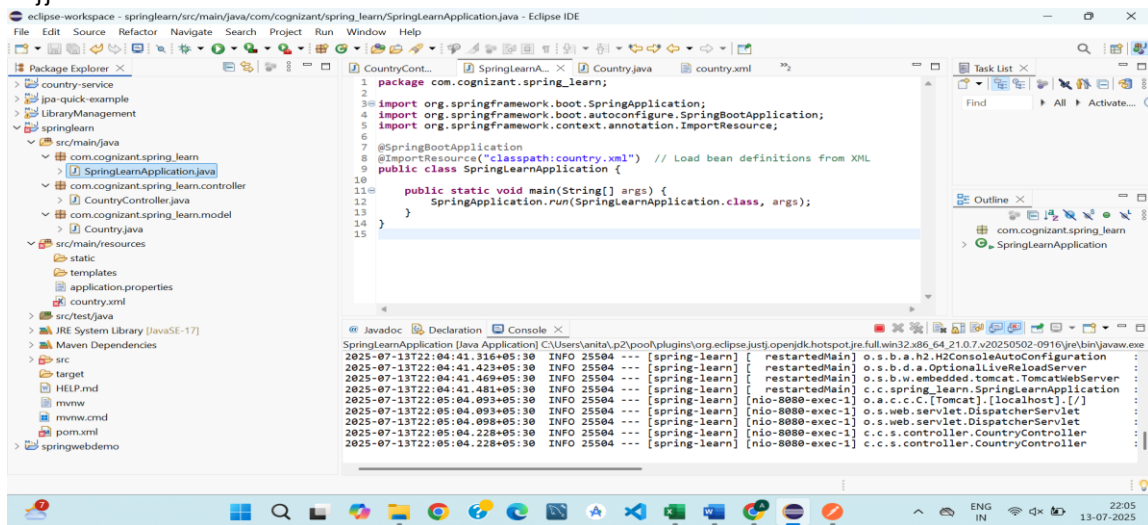 }}
eclipse-workspace - springlearn/src/main/java/com/cognizant/spring_learn/SpringLearnApplication.java - Eclipse IDE
File Edit Source Refactor Navigate Search Project Run Window Help
Package Explorer
country-service
jpa-quick-example
LibraryManagement
springlearn
src/main/java
com.cognizant.spring_learn
SpringLearnApplication.java
com.cognizant.spring_learn.controller
CountryController.java
com.cognizant.spring_learn.model
Country.java
src/main/resources
static
templates
application.properties
country.xml
src/test/java
JRE System Library [JavaSE-17]
Maven Dependencies
src
target
HELP.md
mvnw
mvnw.cmd
pom.xml
springwebdemo
CountryCont... SpringLearnA... Country.java country.xml »2
1 package com.cognizant.spring_learn;
2
3 import org.springframework.boot.SpringApplication;
4 import org.springframework.boot.autoconfigure.SpringBootApplication;
5 import org.springframework.context.annotation.ImportResource;
6
7 @SpringBootApplication
8 @ImportResource("classpath:country.xml") // Load bean definitions from XML
9 public class SpringLearnApplication {
10
11 public static void main(String[] args) {
12 SpringApplication.run(SpringLearnApplication.class, args);
13 }
14 }
15
Task List
Find All Activate....
Outline
com.cognizant.spring_learn
SpringLearnApplication
@ Javadoc Declaration Console
SpringLearnApplication [Java Application] C:\Users\anita\.p2\pool\plugins\org.eclipse.justj.openjdk.hotspot.jre.full.win32.x86_64_21.0.7.v20250502-0916\jre\bin\javaw.exe
2025-07-13T22:04:41.316+05:30 INFO 25504 --- [spring-learn] [ restartedMain] o.s.b.a.h2.H2ConsoleAutoConfiguration :
2025-07-13T22:04:41.423+05:30 INFO 25504 --- [spring-learn] [ restartedMain] o.s.b.d.a.OptionalLiveReloadServer :
2025-07-13T22:04:41.469+05:30 INFO 25504 --- [spring-learn] [ restartedMain] o.s.b.w.embedded.tomcat.TomcatWebServer :
2025-07-13T22:04:41.481+05:30 INFO 25504 --- [spring-learn] [ restartedMain] c.c.spring_learn.SpringLearnApplication :
2025-07-13T22:05:04.093+05:30 INFO 25504 --- [spring-learn] [nio-8080-exec-1] o.a.c.c.C.[Tomcat].[localhost].[/] :
2025-07-13T22:05:04.093+05:30 INFO 25504 --- [spring-learn] [nio-8080-exec-1] o.s.web.servlet.DispatcherServlet :
2025-07-13T22:05:04.098+05:30 INFO 25504 --- [spring-learn] [nio-8080-exec-1] o.s.web.servlet.DispatcherServlet :
2025-07-13T22:05:04.228+05:30 INFO 25504 --- [spring-learn] [nio-8080-exec-1] c.c.s.controller.CountryController :
2025-07-13T22:05:04.228+05:30 INFO 25504 --- [spring-learn] [nio-8080-exec-1] c.c.s.controller.CountryController :
7
ENG
IN
22:05
13-07-2025